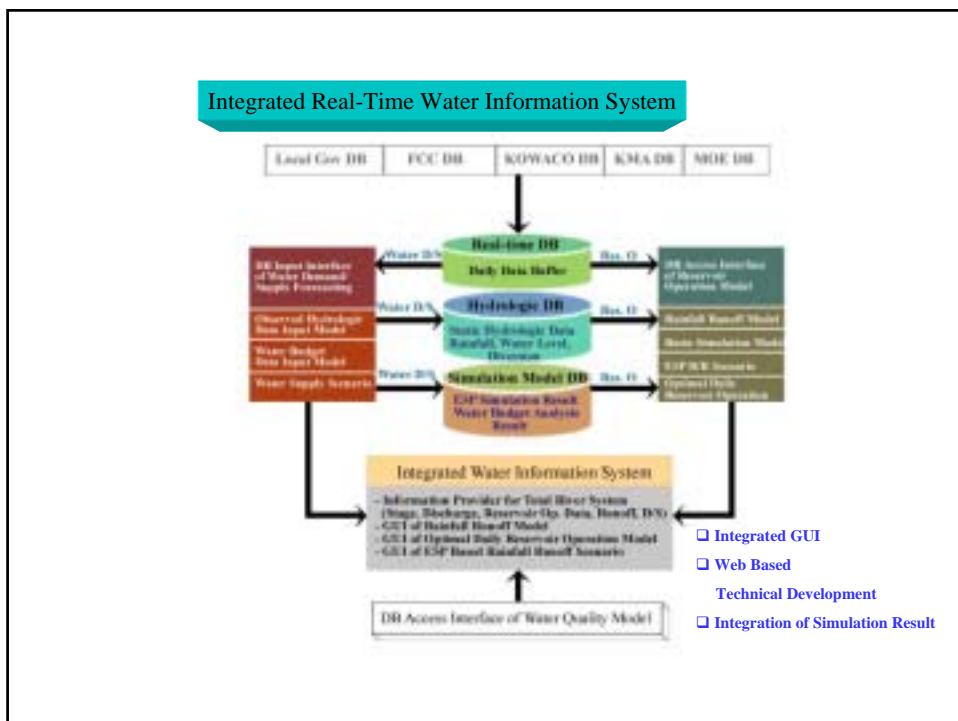 Integrated Real-Time Water Information System
Local Gov DB FCC DB KOWACO DB KMA DB MOE DB
Real-time DB
Daily Data Buffer
Water D/S
Res. O
DB Input Interface
of Water Demand/
Supply Forecasting
DB Access Interface
of Reservoir
Operation Model
Hydrologic DB
Static Hydrologic Data
Rainfall, Water Level,
Diversion
Water D/S
Res. O
Observed Hydrologic
Data Input Model
Water Budget
Data Input Model
Water Supply Scenario
Rainfall Runoff Model
Simulation Model
ESP Scenario
Optimal Daily
Reservoir Operation
Water D/S
Res. O
Simulation Model DB
ESP Simulation Result
Water Budget Analysis
Result
Integrated Water Information System
- Information Provider for Total River System
(Stage, Discharge, Reservoir Op. Data, Runoff, D/S)
- GUI of Rainfall Runoff Model
- GUI of Optimal Daily Reservoir Operation Model
- GUI of ESP Based Rainfall Runoff Scenario
DB Access Interface of Water Quality Model
❑ Integrated GUI
❑ Web Based
Technical Development
❑ Integration of Simulation Result